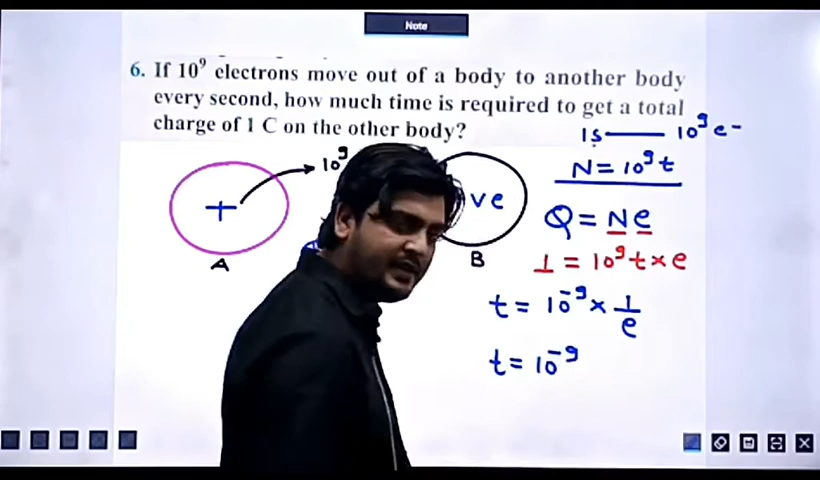 Note
6. If 10⁹ electrons move out of a body to another body
every second, how much time is required to get a total
charge of 1 C on the other body?
1s —— 10⁹ e-
N = 10⁹ t
+
10⁹
ve
Q = Ne
A
B
1 = 10⁹ t × e
t = 10⁻⁹ × 1/e
t = 10⁻⁹